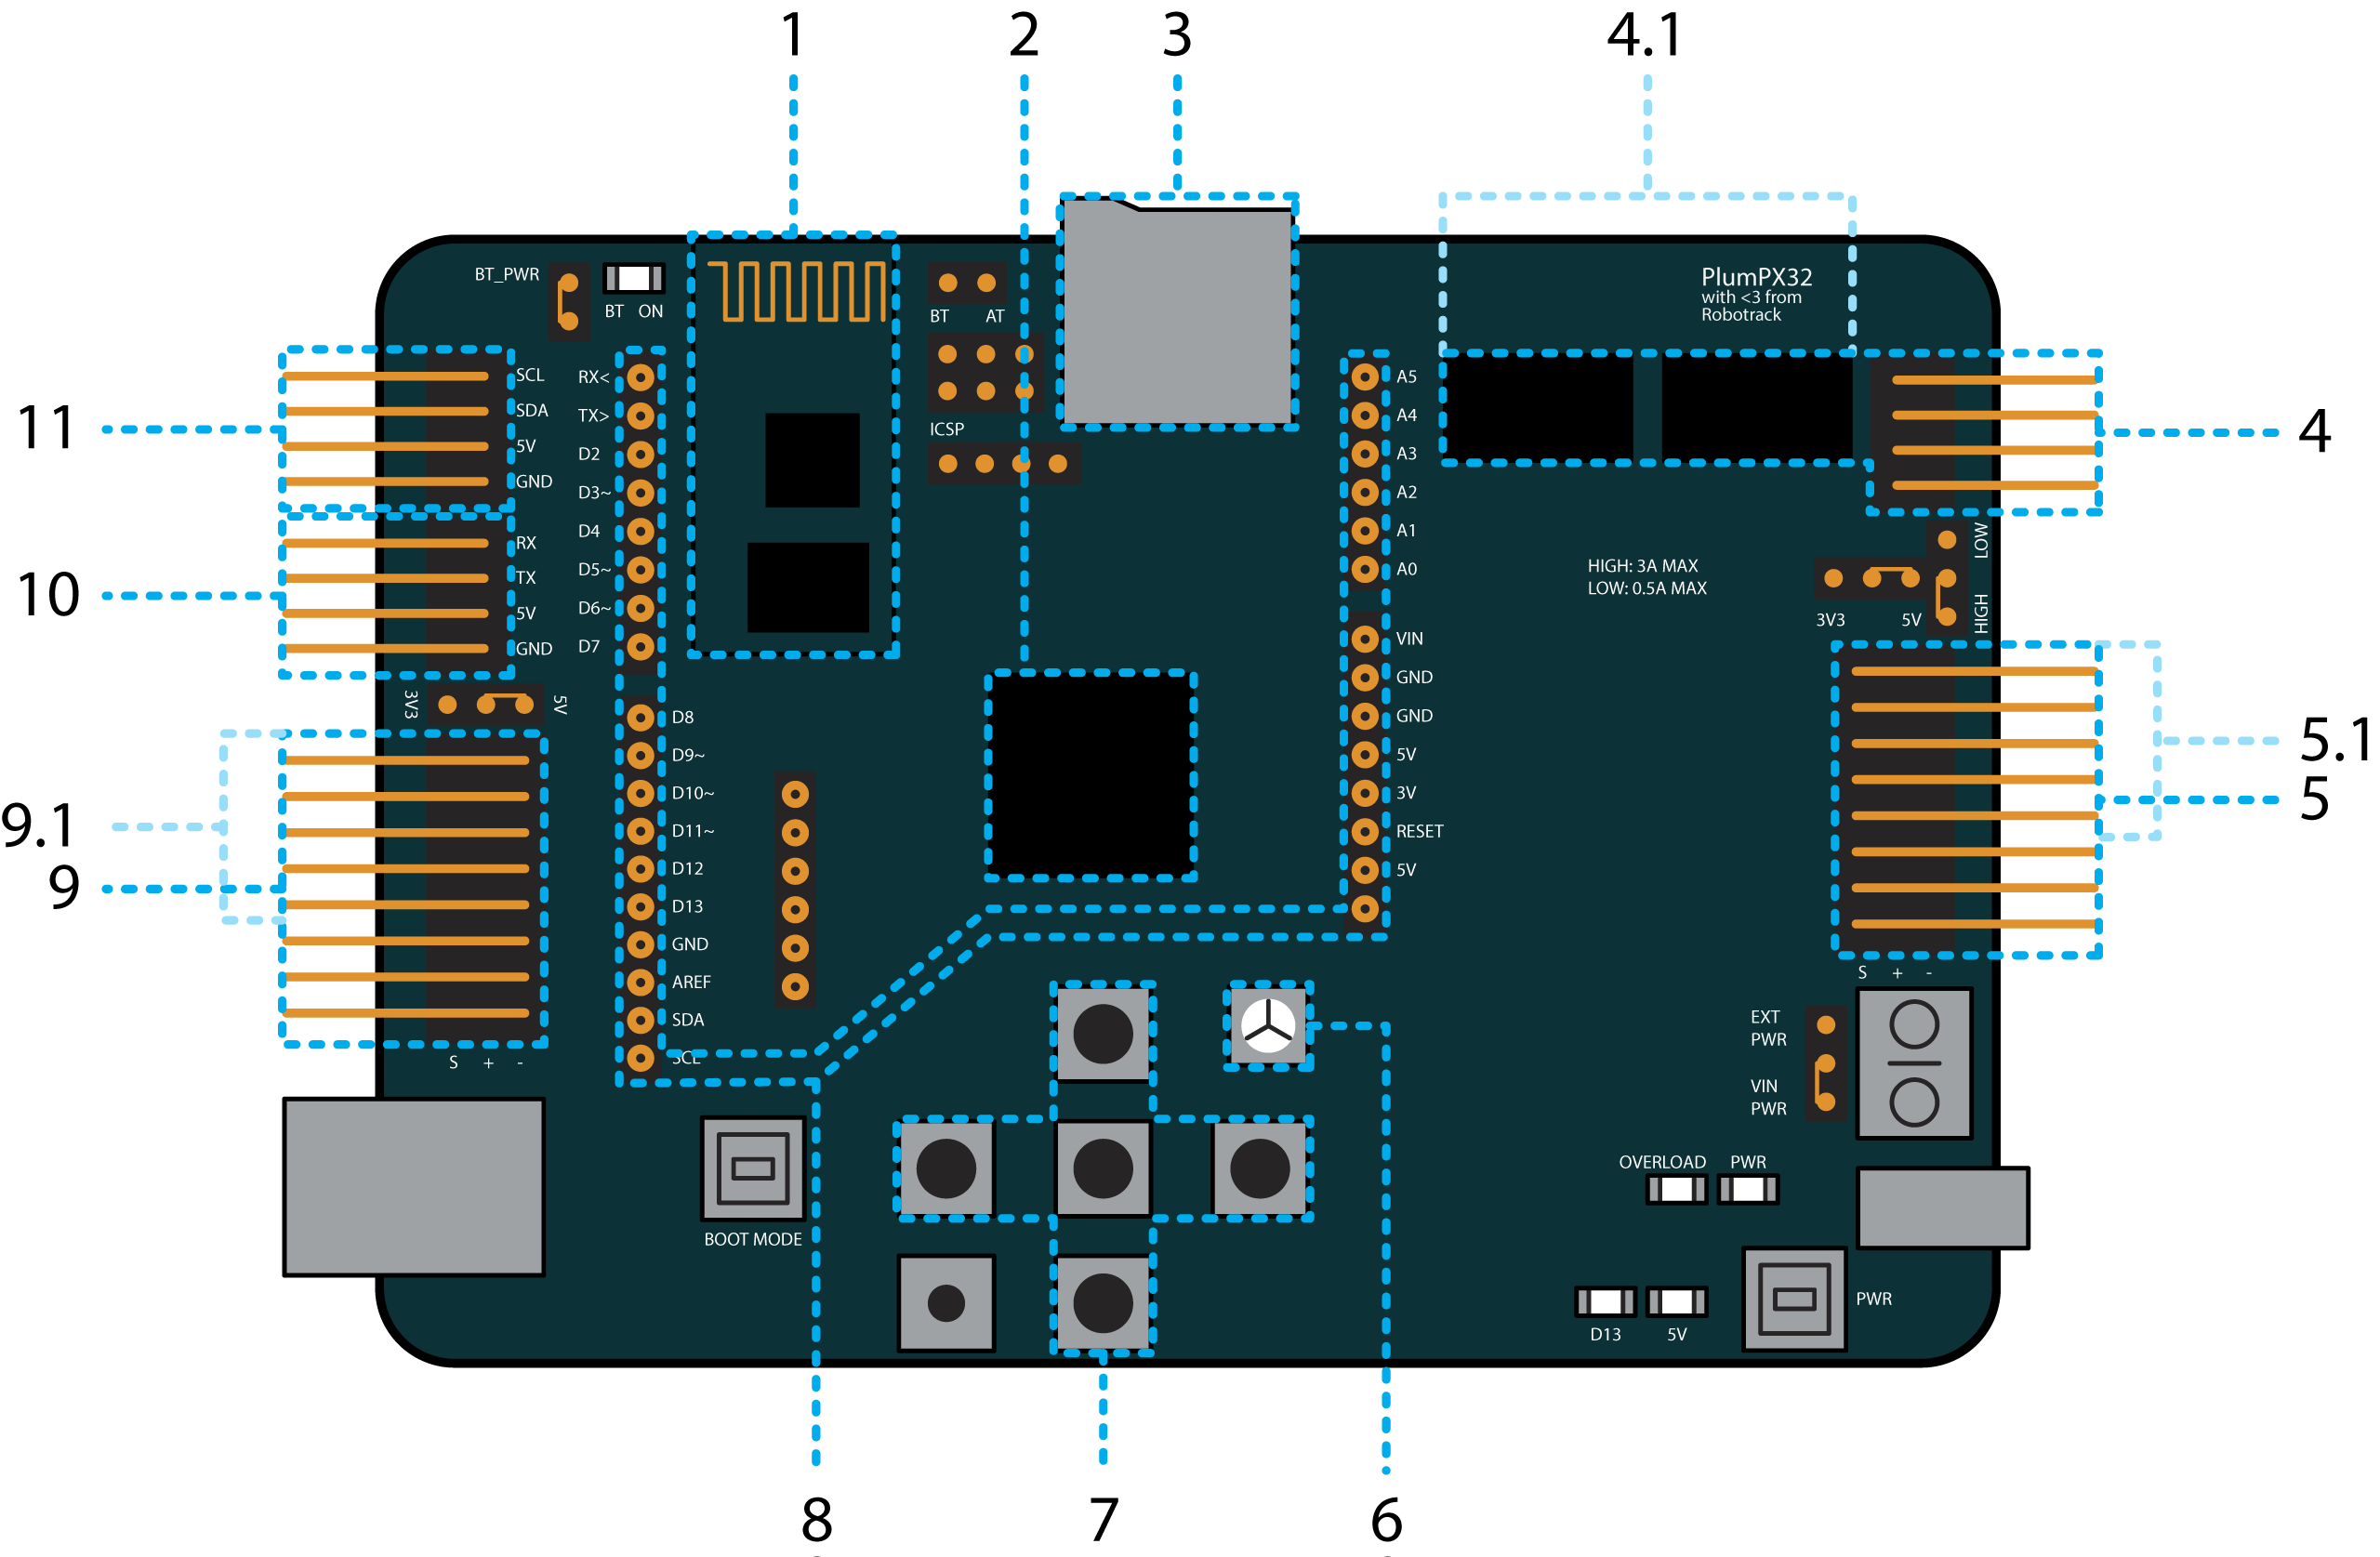 1
2
3
4.1
BT_PWR
BT ON
BT AT
ICSP
PlumPX32
with <3 from
Robotrack
11
SCL
SDA
5V
GND
10
RX
TX
5V
GND
3V3
5V
9.1
9
S + -
RX<
TX>
D2
D3~
D4
D5~
D6~
D7
D8
D9~
D10~
D11~
D12
D13
GND
AREF
SDA
SCL
A5
A4
A3
A2
A1
A0
VIN
GND
GND
5V
3V
RESET
5V
4
LOW
HIGH
HIGH: 3A MAX
LOW: 0.5A MAX
3V3 5V
5.1
5
S + -
EXT
PWR
VIN
PWR
OVERLOAD PWR
BOOT MODE
D13 5V
PWR
8
7
6